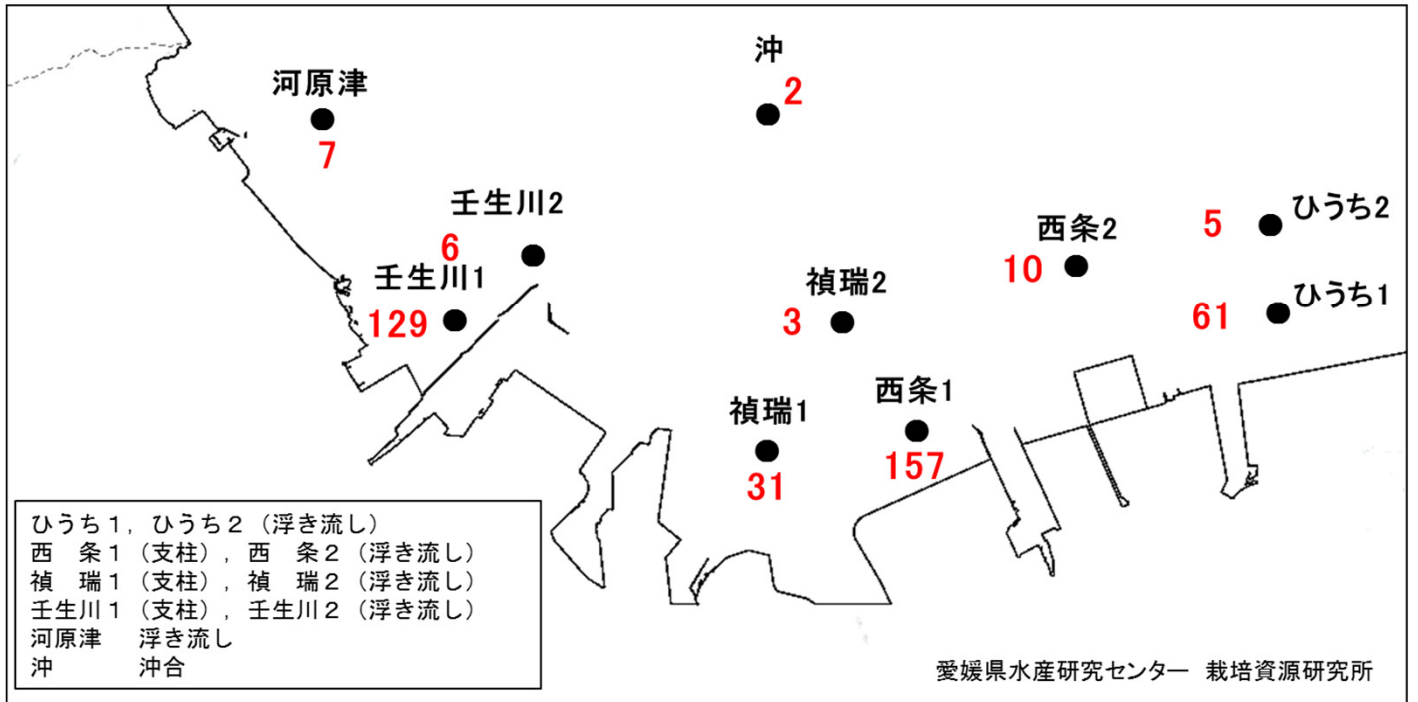 沖
2
河原津
7
壬生川2
6
壬生川1
129
ひうち2
5
西条2
10
ひうち1
61
禎瑞2
3
西条1
157
禎瑞1
31
ひうち1，ひうち2（浮き流し）
西　条1（支柱），西　条2（浮き流し）
禎　瑞1（支柱），禎　瑞2（浮き流し）
壬生川1（支柱），壬生川2（浮き流し）
河原津　　浮き流し
沖　　　　沖合
愛媛県水産研究センター　栽培資源研究所